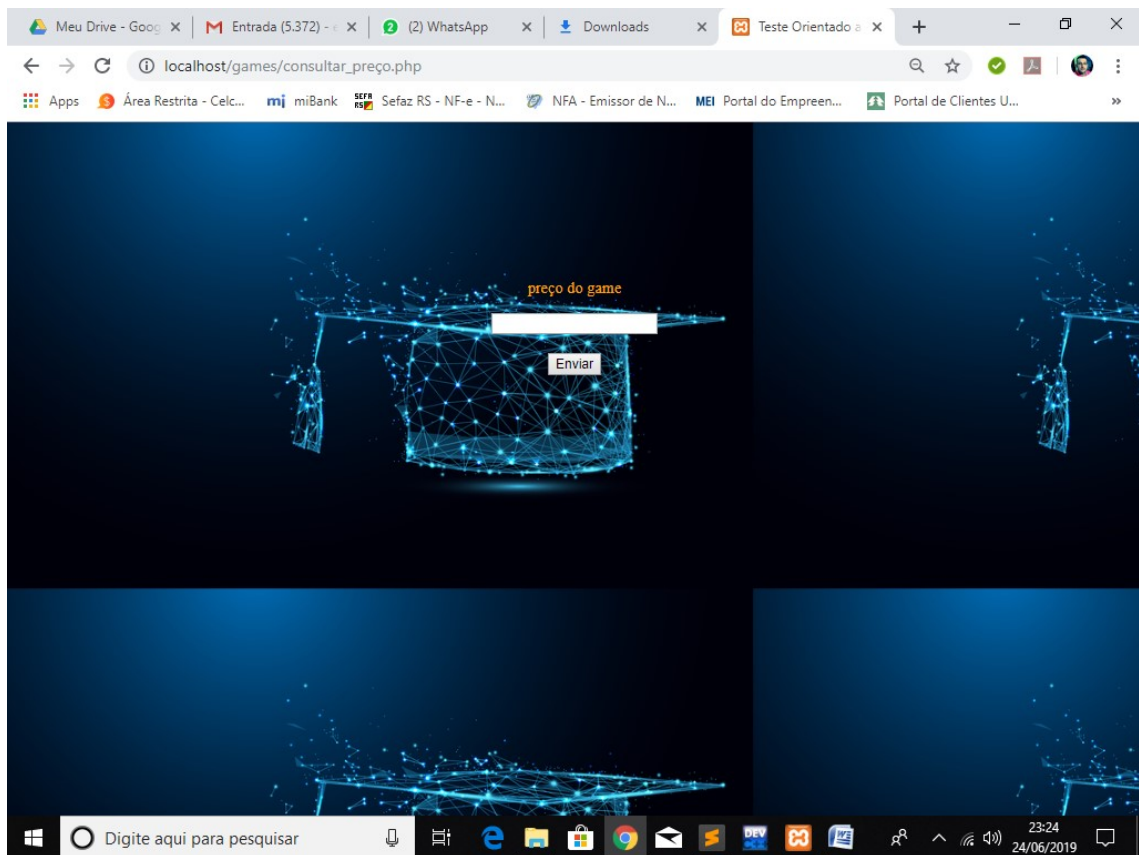 Meu Drive - Goog
Entrada (5.372) - e
(2) WhatsApp
Downloads
Teste Orientado a
localhost/games/consultar_preço.php
Apps
Área Restrita - Celc...
miBank
Sefaz RS - NF-e - N...
NFA - Emissor de N...
MEI Portal do Empreen...
Portal de Clientes U...
preço do game
Enviar
Digite aqui para pesquisar
DEV
23:24
24/06/2019